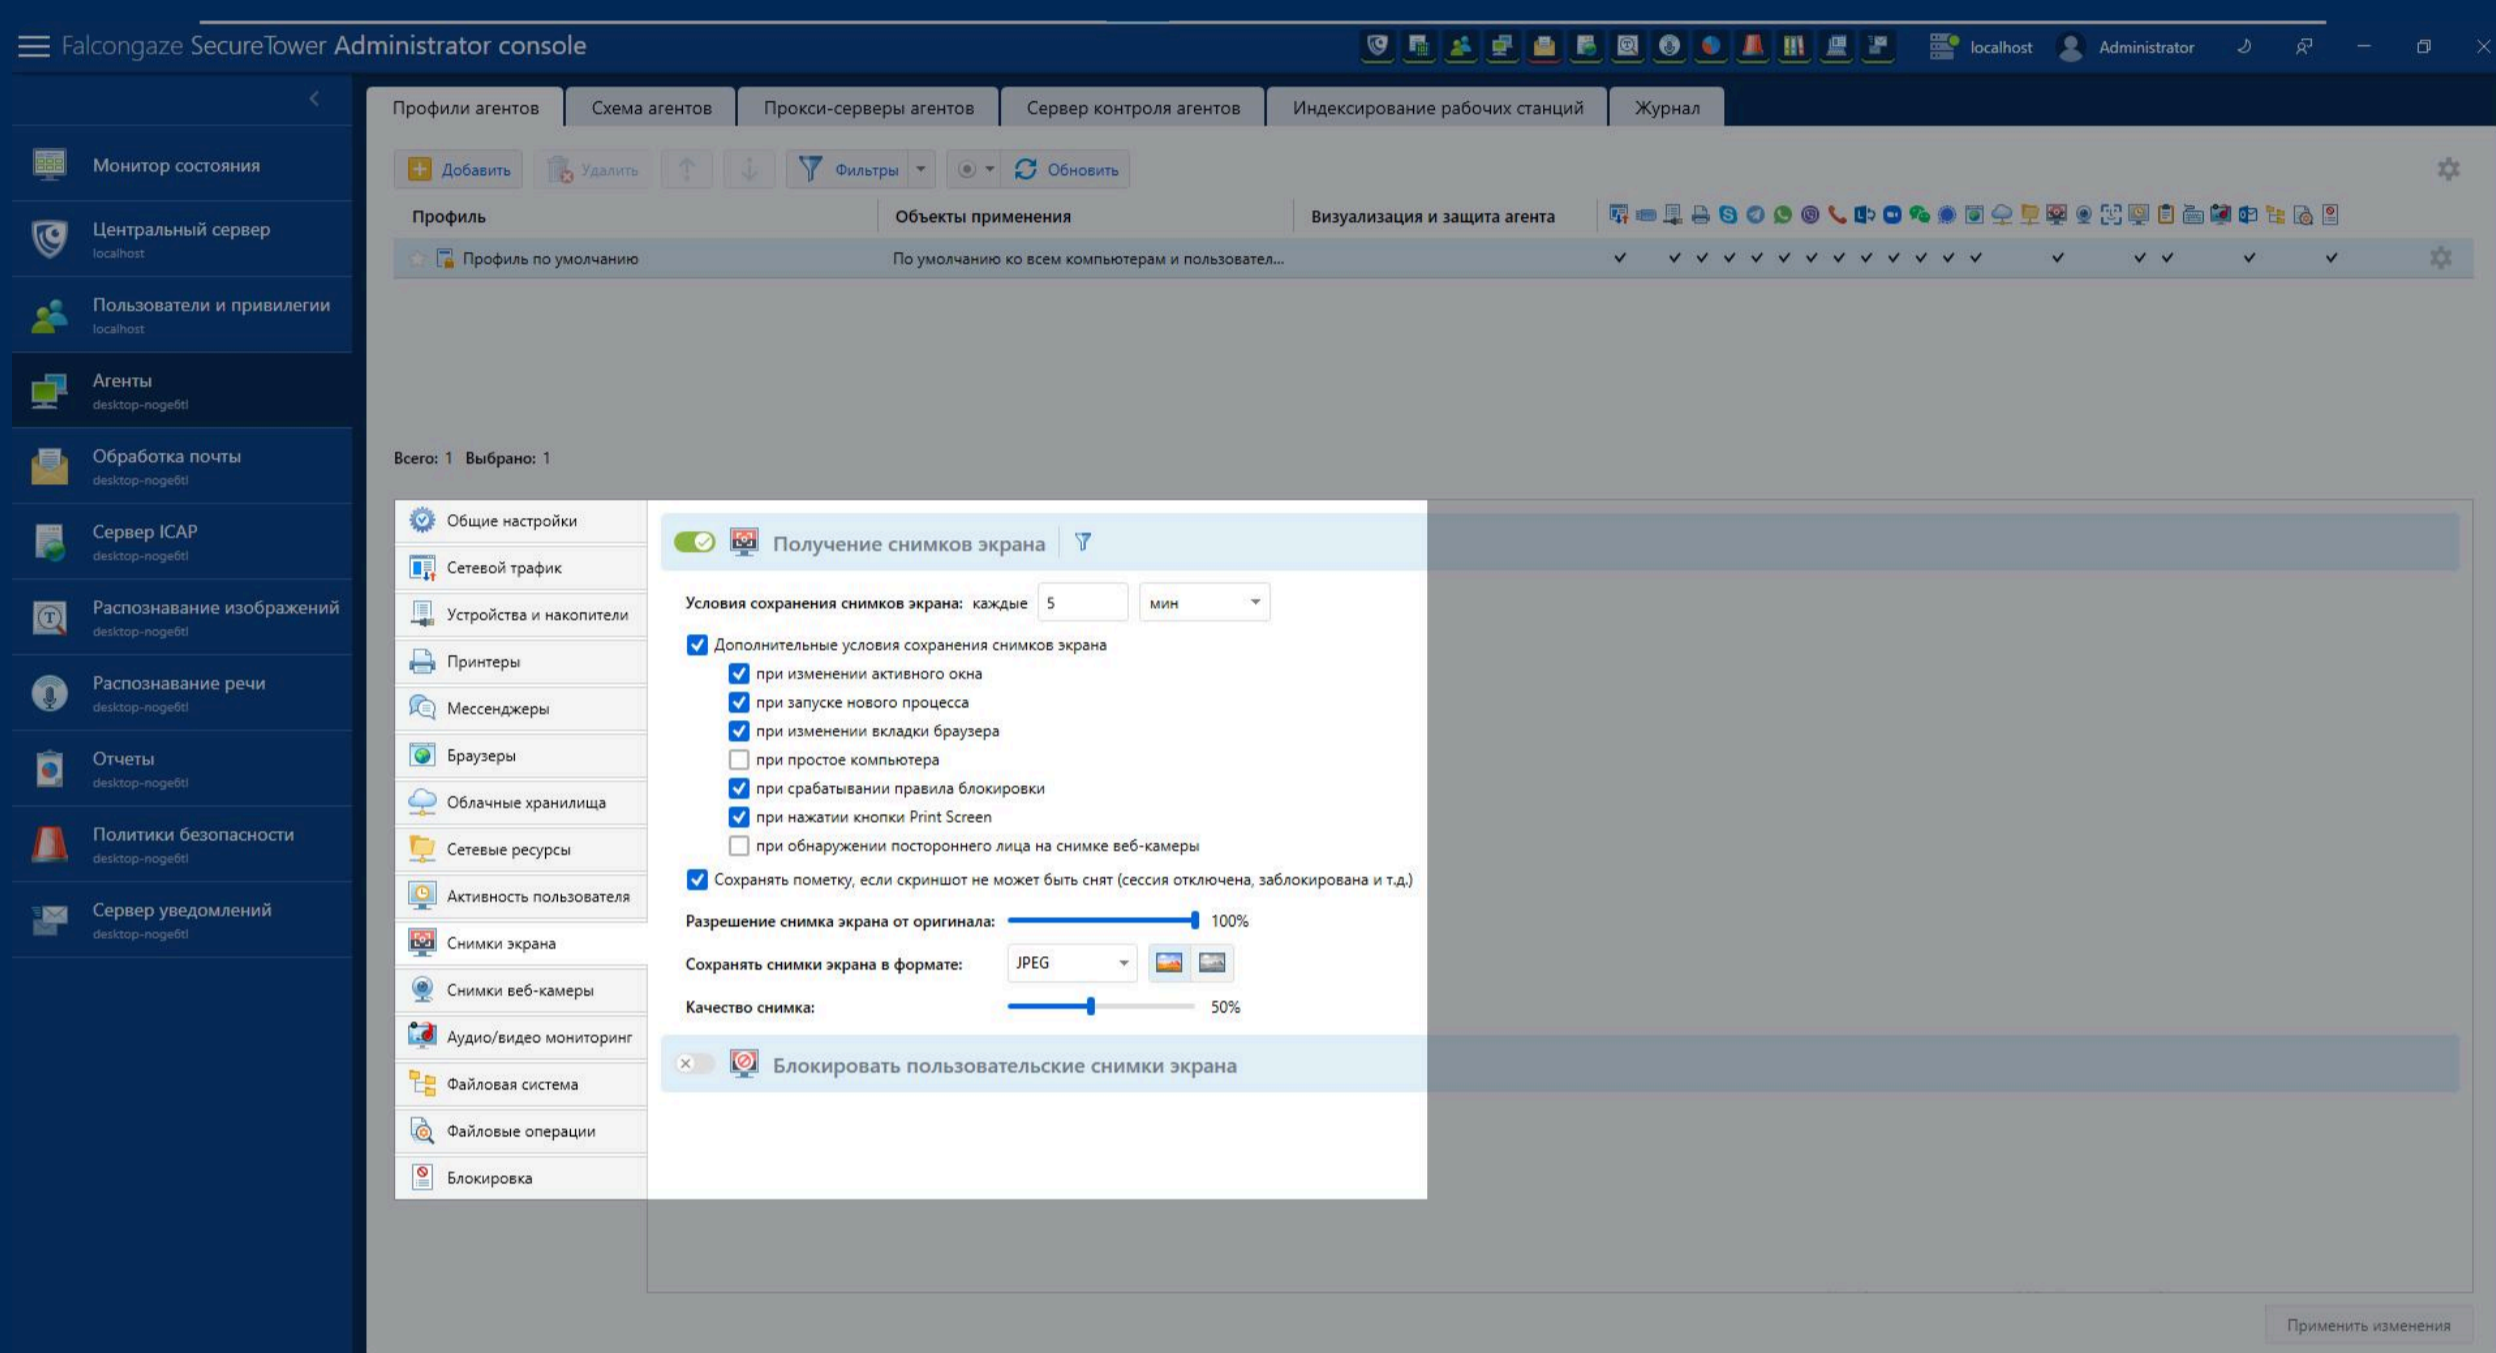 Falcongaze SecureTower Administrator console
localhost
Administrator
Профили агентов
Схема агентов
Прокси-серверы агентов
Сервер контроля агентов
Индексирование рабочих станций
Журнал
Монитор состояния
Центральный сервер
localhost
Пользователи и привилегии
localhost
Агенты
desktop-noge6tl
Обработка почты
desktop-noge6tl
Сервер ICAP
desktop-noge6tl
Распознавание изображений
desktop-noge6tl
Распознавание речи
desktop-noge6tl
Отчеты
desktop-noge6tl
Политики безопасности
desktop-noge6tl
Сервер уведомлений
desktop-noge6tl
Добавить
Удалить
Фильтры
Обновить
Профиль
Объекты применения
Визуализация и защита агента
Профиль по умолчанию
По умолчанию ко всем компьютерам и пользовател...
Всего: 1 Выбрано: 1
Общие настройки
Сетевой трафик
Устройства и накопители
Принтеры
Мессенджеры
Браузеры
Облачные хранилища
Сетевые ресурсы
Активность пользователя
Снимки экрана
Снимки веб-камеры
Аудио/видео мониторинг
Файловая система
Файловые операции
Блокировка
Получение снимков экрана
Условия сохранения снимков экрана: каждые 5 мин
Дополнительные условия сохранения снимков экрана
при изменении активного окна
при запуске нового процесса
при изменении вкладки браузера
при простое компьютера
при срабатывании правила блокировки
при нажатии кнопки Print Screen
при обнаружении постороннего лица на снимке веб-камеры
Сохранять пометку, если скриншот не может быть снят (сессия отключена, заблокирована и т.д.)
Разрешение снимка экрана от оригинала: 100%
Сохранять снимки экрана в формате: JPEG
Качество снимка: 50%
Блокировать пользовательские снимки экрана
Применить изменения